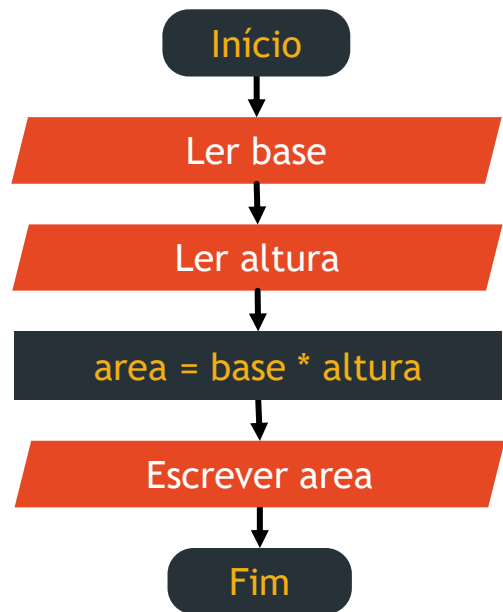 Início
Ler base
Ler altura
area = base * altura
Escrever area
Fim